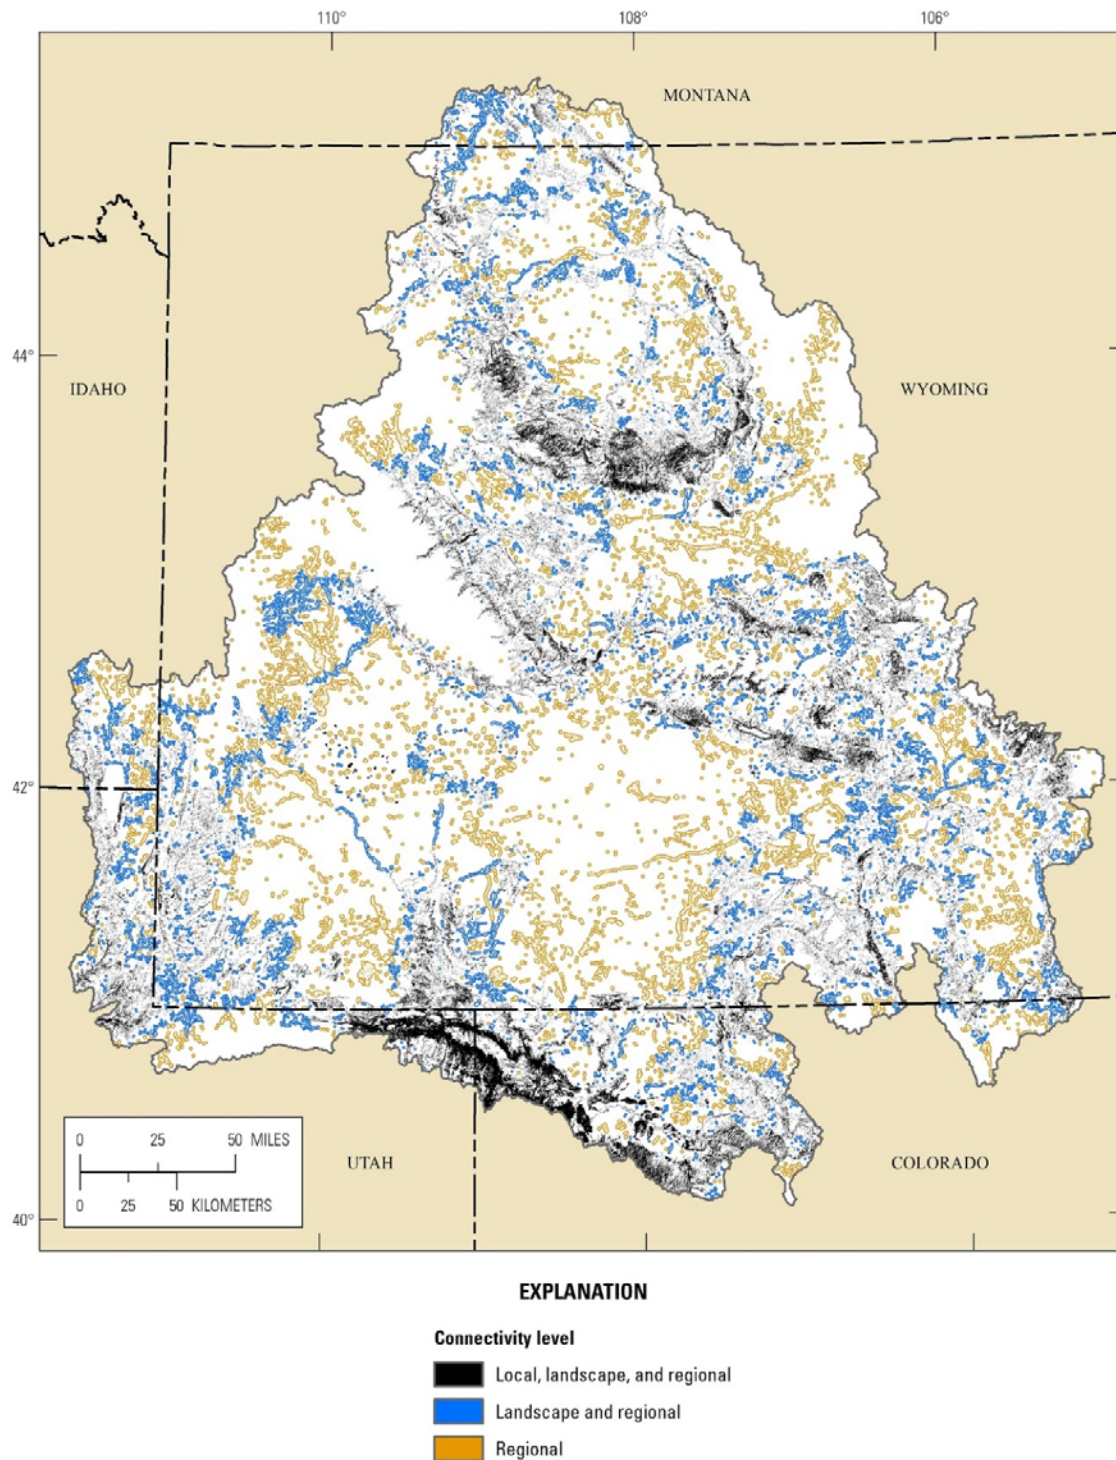 110° 108° 106°
MONTANA
44°
IDAHO WYOMING
42°
0 25 50 MILES
0 25 50 KILOMETERS
UTAH COLORADO
40°
EXPLANATION
Connectivity level
Local, landscape, and regional
Landscape and regional
Regional